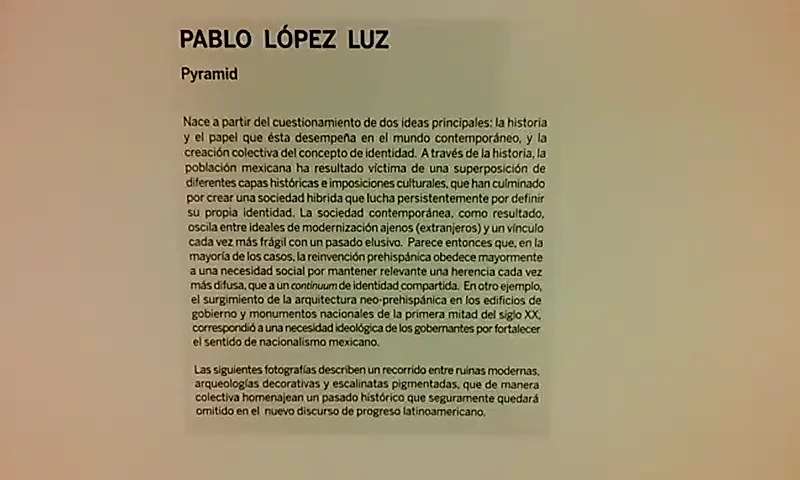 PABLO LÓPEZ LUZ
Pyramid
Nace a partir del cuestionamiento de dos ideas principales: la historia
y el papel que ésta desempeña en el mundo contemporáneo, y la
creación colectiva del concepto de identidad. A través de la historia, la
población mexicana ha resultado víctima de una superposición de
diferentes capas históricas e imposiciones culturales, que han culminado
por crear una sociedad híbrida que lucha persistentemente por definir
su propia identidad. La sociedad contemporánea, como resultado,
oscila entre ideales de modernización ajenos (extranjeros) y un vínculo
cada vez más frágil con un pasado elusivo. Parece entonces que, en la
mayoría de los casos, la reinvención prehispánica obedece mayormente
a una necesidad social por mantener relevante una herencia cada vez
más difusa, que a un continuum de identidad compartida. En otro ejemplo,
el surgimiento de la arquitectura neo-prehispánica en los edificios de
gobierno y monumentos nacionales de la primera mitad del siglo XX,
correspondió a una necesidad ideológica de los gobernantes por fortalecer
el sentido de nacionalismo mexicano.
Las siguientes fotografías describen un recorrido entre ruinas modernas,
arqueologías decorativas y escalinatas pigmentadas, que de manera
colectiva homenajean un pasado histórico que seguramente quedará
omitido en el nuevo discurso de progreso latinoamericano.